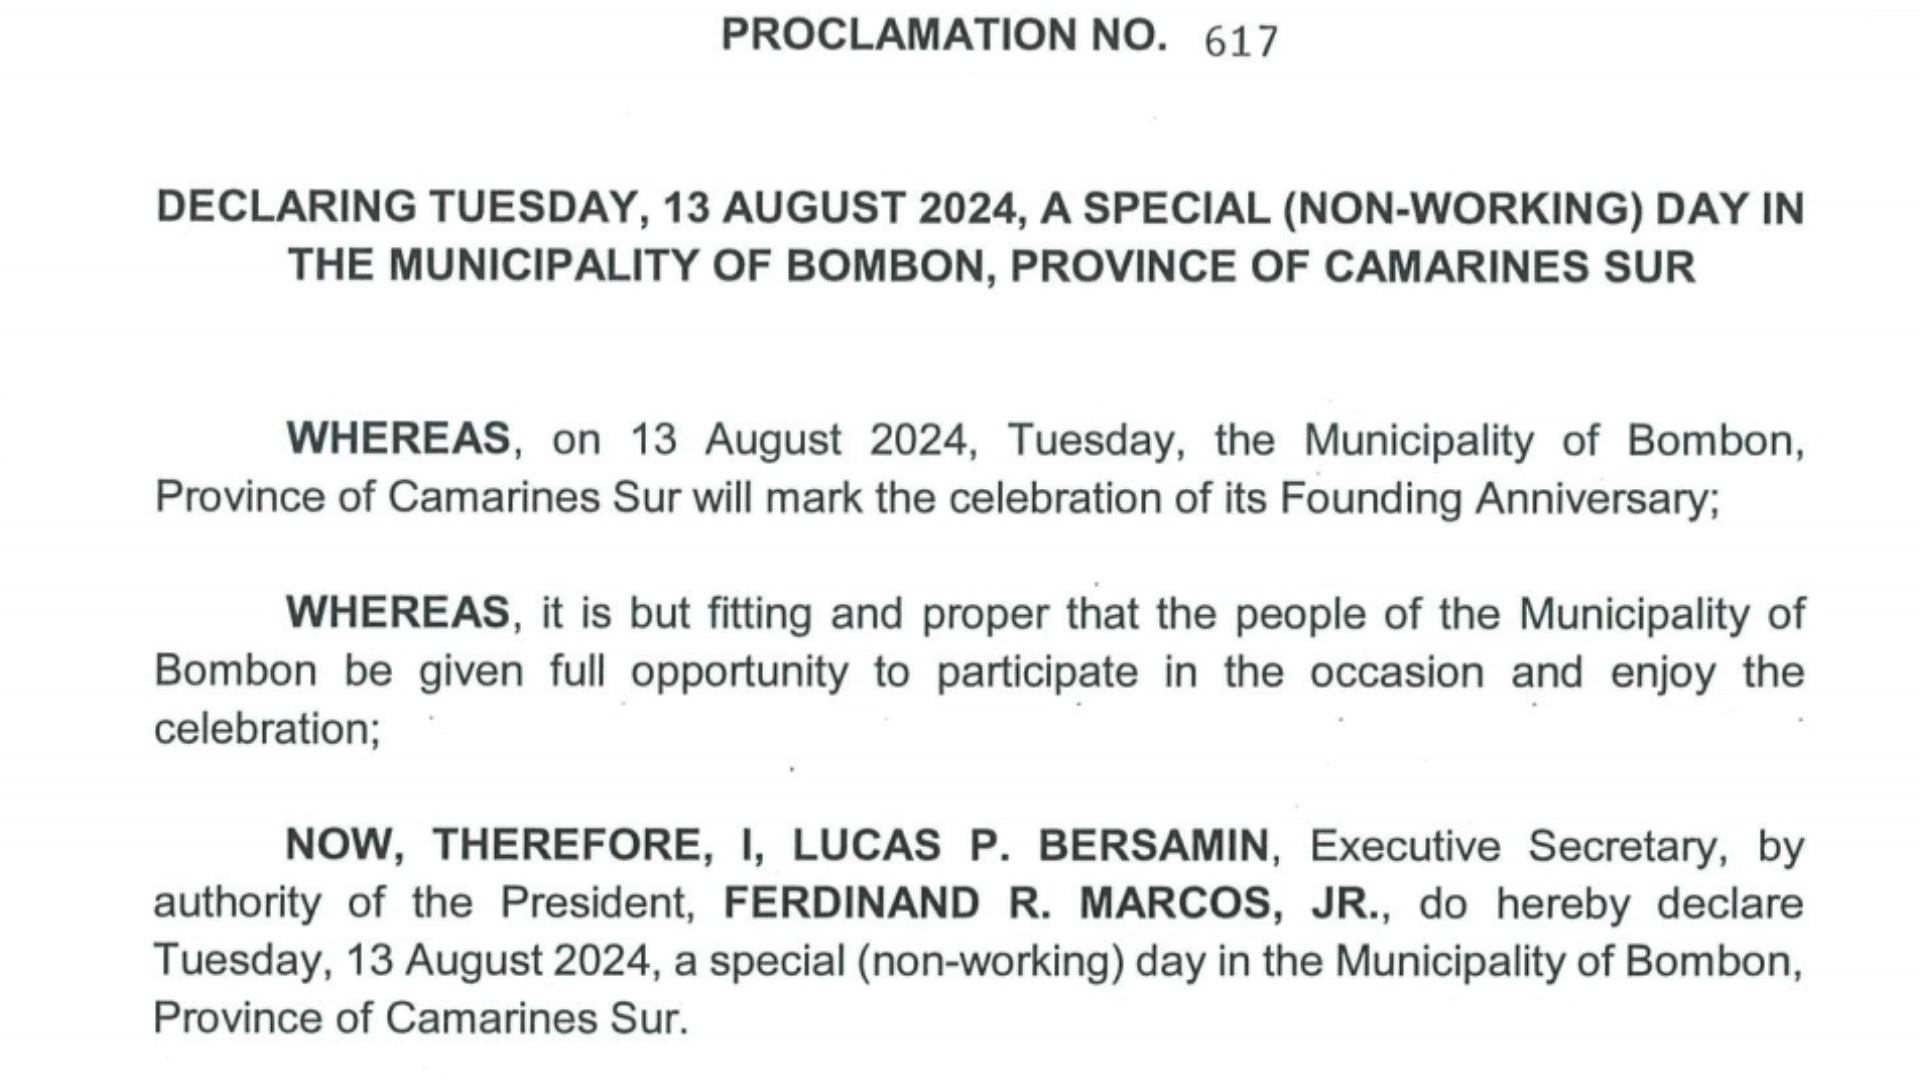 PROCLAMATION NO. 617
DECLARING TUESDAY, 13 AUGUST 2024, A SPECIAL (NON-WORKING) DAY IN
THE MUNICIPALITY OF BOMBON, PROVINCE OF CAMARINES SUR
WHEREAS, on 13 August 2024, Tuesday, the Municipality of Bombon,
Province of Camarines Sur will mark the celebration of its Founding Anniversary;
WHEREAS, it is but fitting and proper that the people of the Municipality of
Bombon be given full opportunity to participate in the occasion and enjoy the
celebration;
NOW, THEREFORE, I, LUCAS P. BERSAMIN, Executive Secretary, by
authority of the President, FERDINAND R. MARCOS, JR., do hereby declare
Tuesday, 13 August 2024, a special (non-working) day in the Municipality of Bombon,
Province of Camarines Sur.